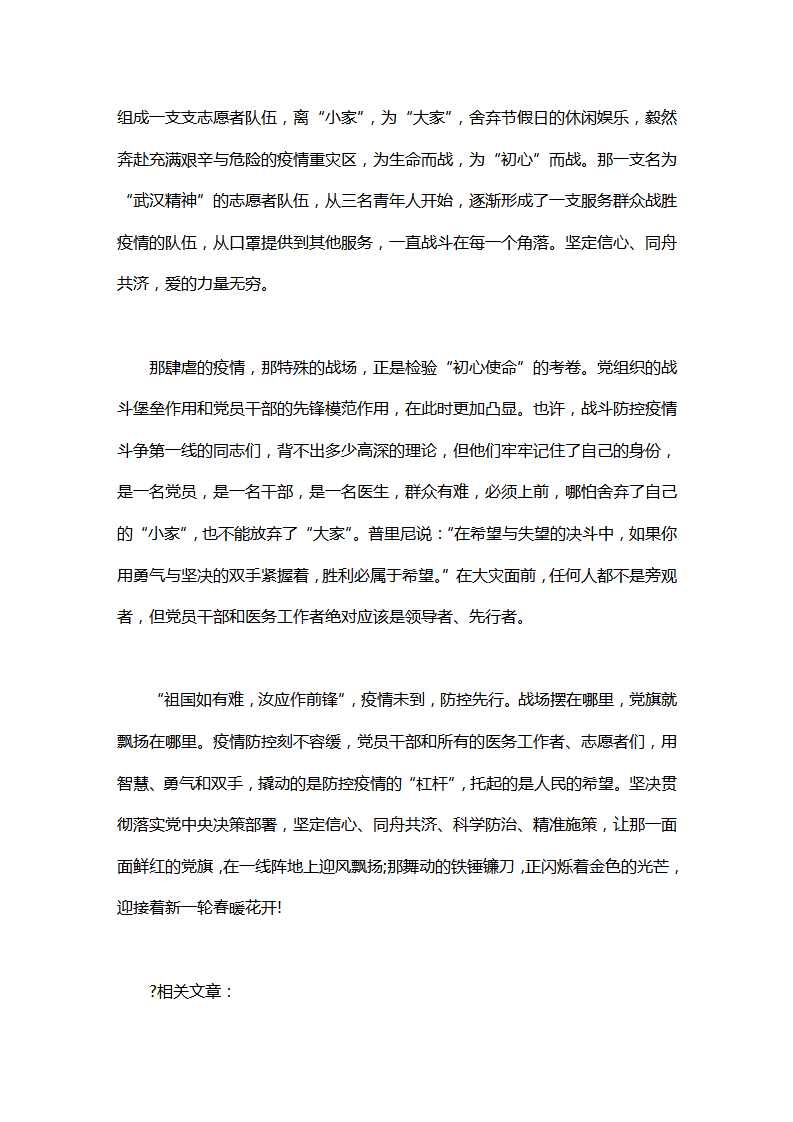 组成一支支志愿者队伍，离“小家”，为“大家”，舍弃节假日的休闲娱乐，毅然
奔赴充满艰辛与危险的疫情重灾区，为生命而战，为“初心”而战。那一支名为
“武汉精神”的志愿者队伍，从三名青年人开始，逐渐形成了一支服务群众战胜
疫情的队伍，从口罩提供到其他服务，一直战斗在每一个角落。坚定信心、同舟
共济，爱的力量无穷。
那肆虐的疫情，那特殊的战场，正是检验“初心使命”的考卷。党组织的战
斗堡垒作用和党员干部的先锋模范作用，在此时更加凸显。也许，战斗防控疫情
斗争第一线的同志们，背不出多少高深的理论，但他们牢牢记住了自己的身份，
是一名党员，是一名干部，是一名医生，群众有难，必须上前，哪怕舍弃了自己
的“小家”，也不能放弃了“大家”。普里尼说：“在希望与失望的决斗中，如果你
用勇气与坚决的双手紧握着，胜利必属于希望。”在大灾面前，任何人都不是旁观
者，但党员干部和医务工作者绝对应该是领导者、先行者。
“祖国如有难，汝应作前锋”，疫情未到，防控先行。战场摆在哪里，党旗就
飘扬在哪里。疫情防控刻不容缓，党员干部和所有的医务工作者、志愿者们，用
智慧、勇气和双手，撬动的是防控疫情的“杠杆”，托起的是人民的希望。坚决贯
彻落实党中央决策部署，坚定信心、同舟共济、科学防治、精准施策，让那一面
面鲜红的党旗，在一线阵地上迎风飘扬;那舞动的铁锤镰刀，正闪烁着金色的光芒，
迎接着新一轮春暖花开!
?相关文章：